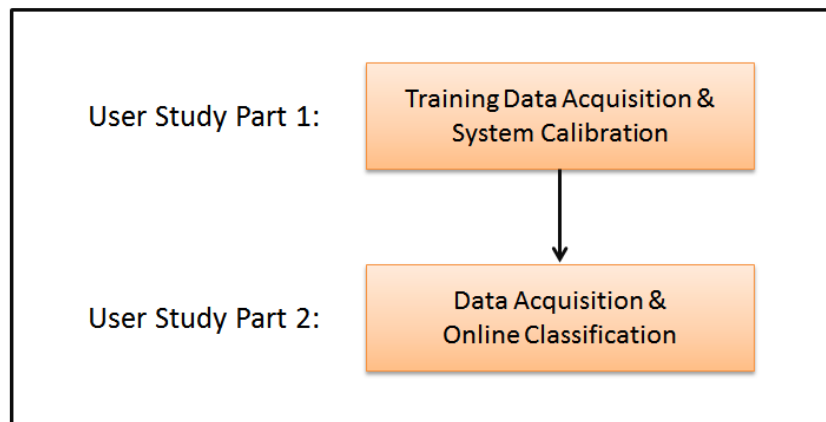 User Study Part 1:
Training Data Acquisition &
System Calibration
User Study Part 2:
Data Acquisition &
Online Classification